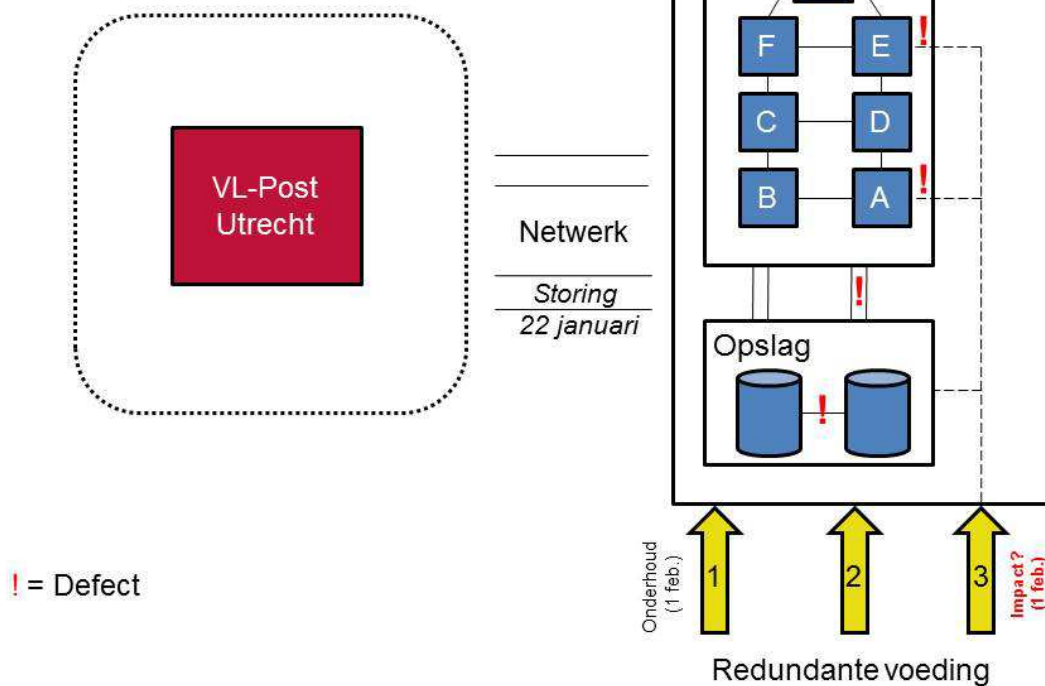 VL-Post
Utrecht
Netwerk
Storing
22 januari
F
E
!
C
D
B
A
!
!
Opslag
!
! = Defect
Onderhoud
(1 feb.)
1
2
3
Impact?
(1 feb.)
Redundante voeding